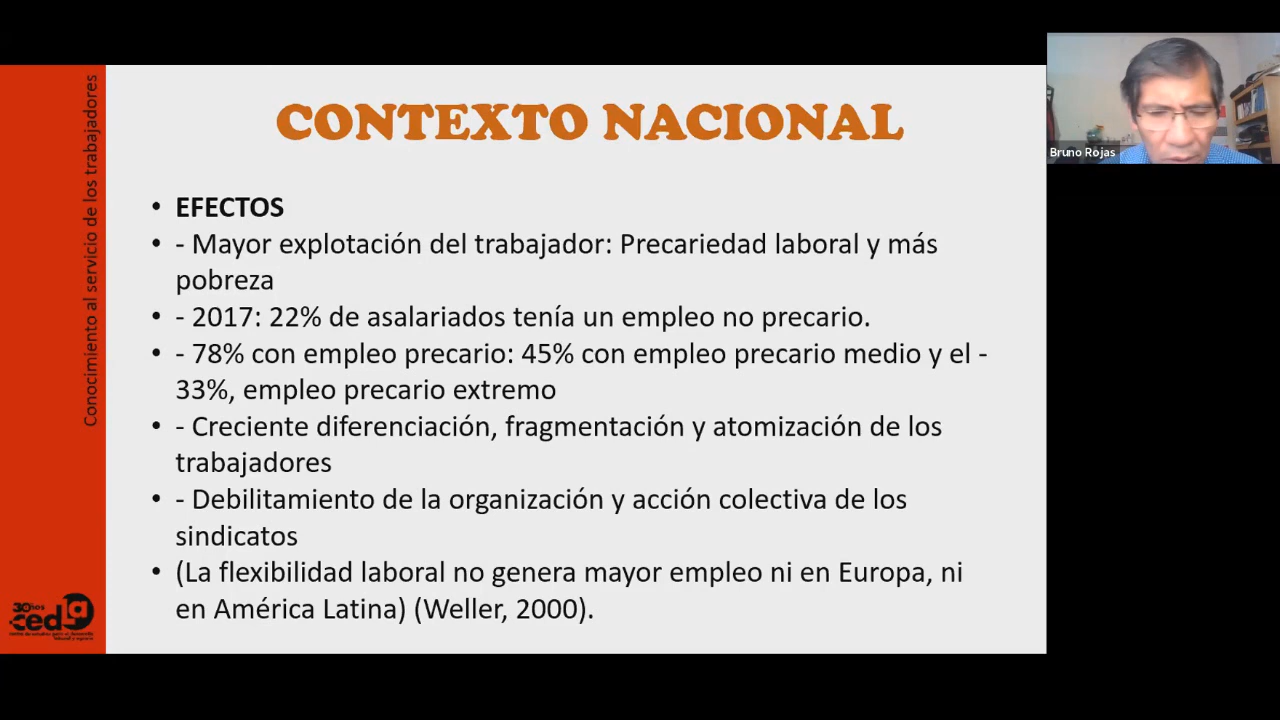 CONTEXTO NACIONAL
• EFECTOS
• - Mayor explotación del trabajador: Precariedad laboral y más
pobreza
• - 2017: 22% de asalariados tenía un empleo no precario.
• - 78% con empleo precario: 45% con empleo precario medio y el -
33%, empleo precario extremo
• - Creciente diferenciación, fragmentación y atomización de los
trabajadores
• - Debilitamiento de la organización y acción colectiva de los
sindicatos
• (La flexibilidad laboral no genera mayor empleo ni en Europa, ni
en América Latina) (Weller, 2000).
Conocimiento al servicio de los trabajadores
30años
cedla
Bruno Rojas